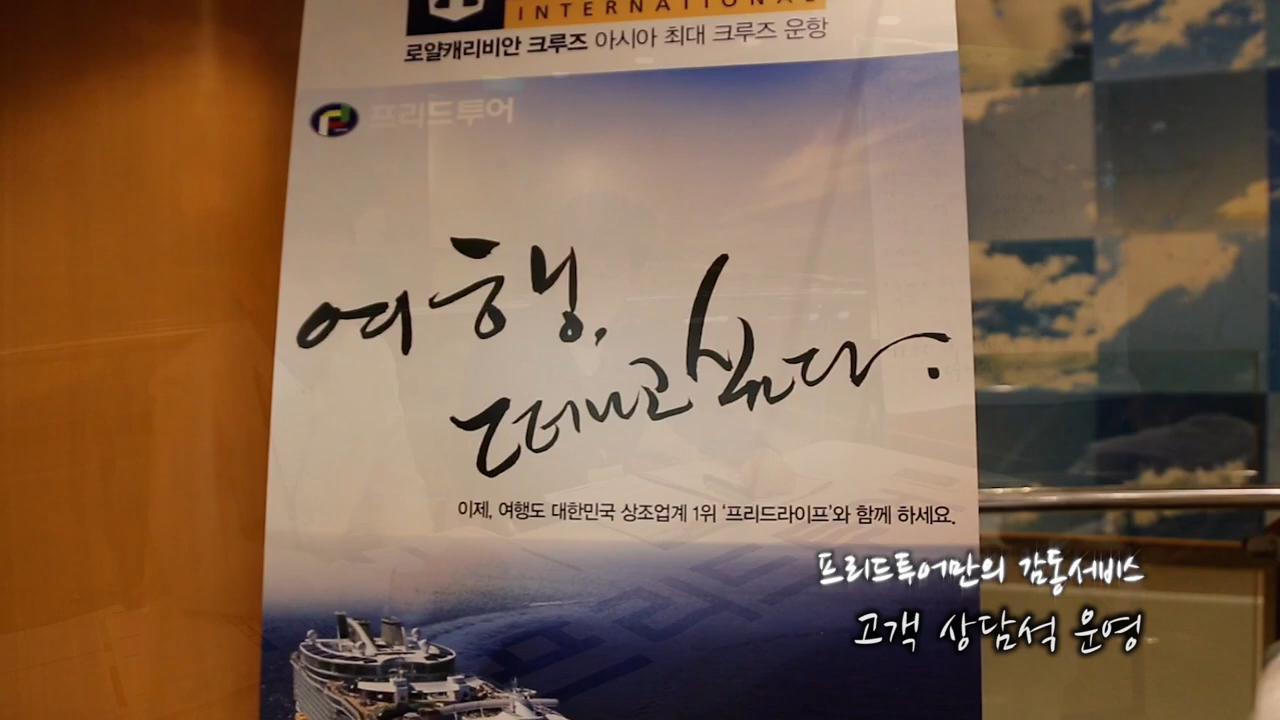 INTERNATIONAL
로얄캐리비안 크루즈 아시아 최대 크루즈 운항
프리드투어
여행,
떠나고 싶다.
이제, 여행도 대한민국 상조업계 1위 '프리드라이프'와 함께 하세요.
프리드투어만의 감동서비스
고객 상담석 운영